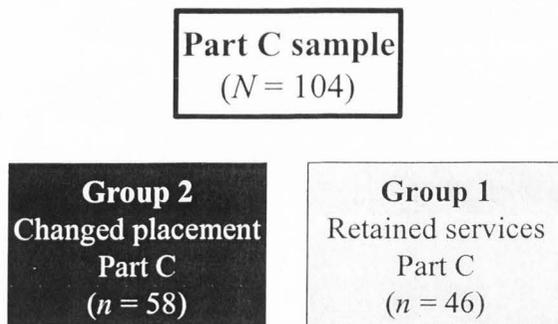 Part C sample
(N = 104)
Group 2
Changed placement
Part C
(n = 58)
Group 1
Retained services
Part C
(n = 46)